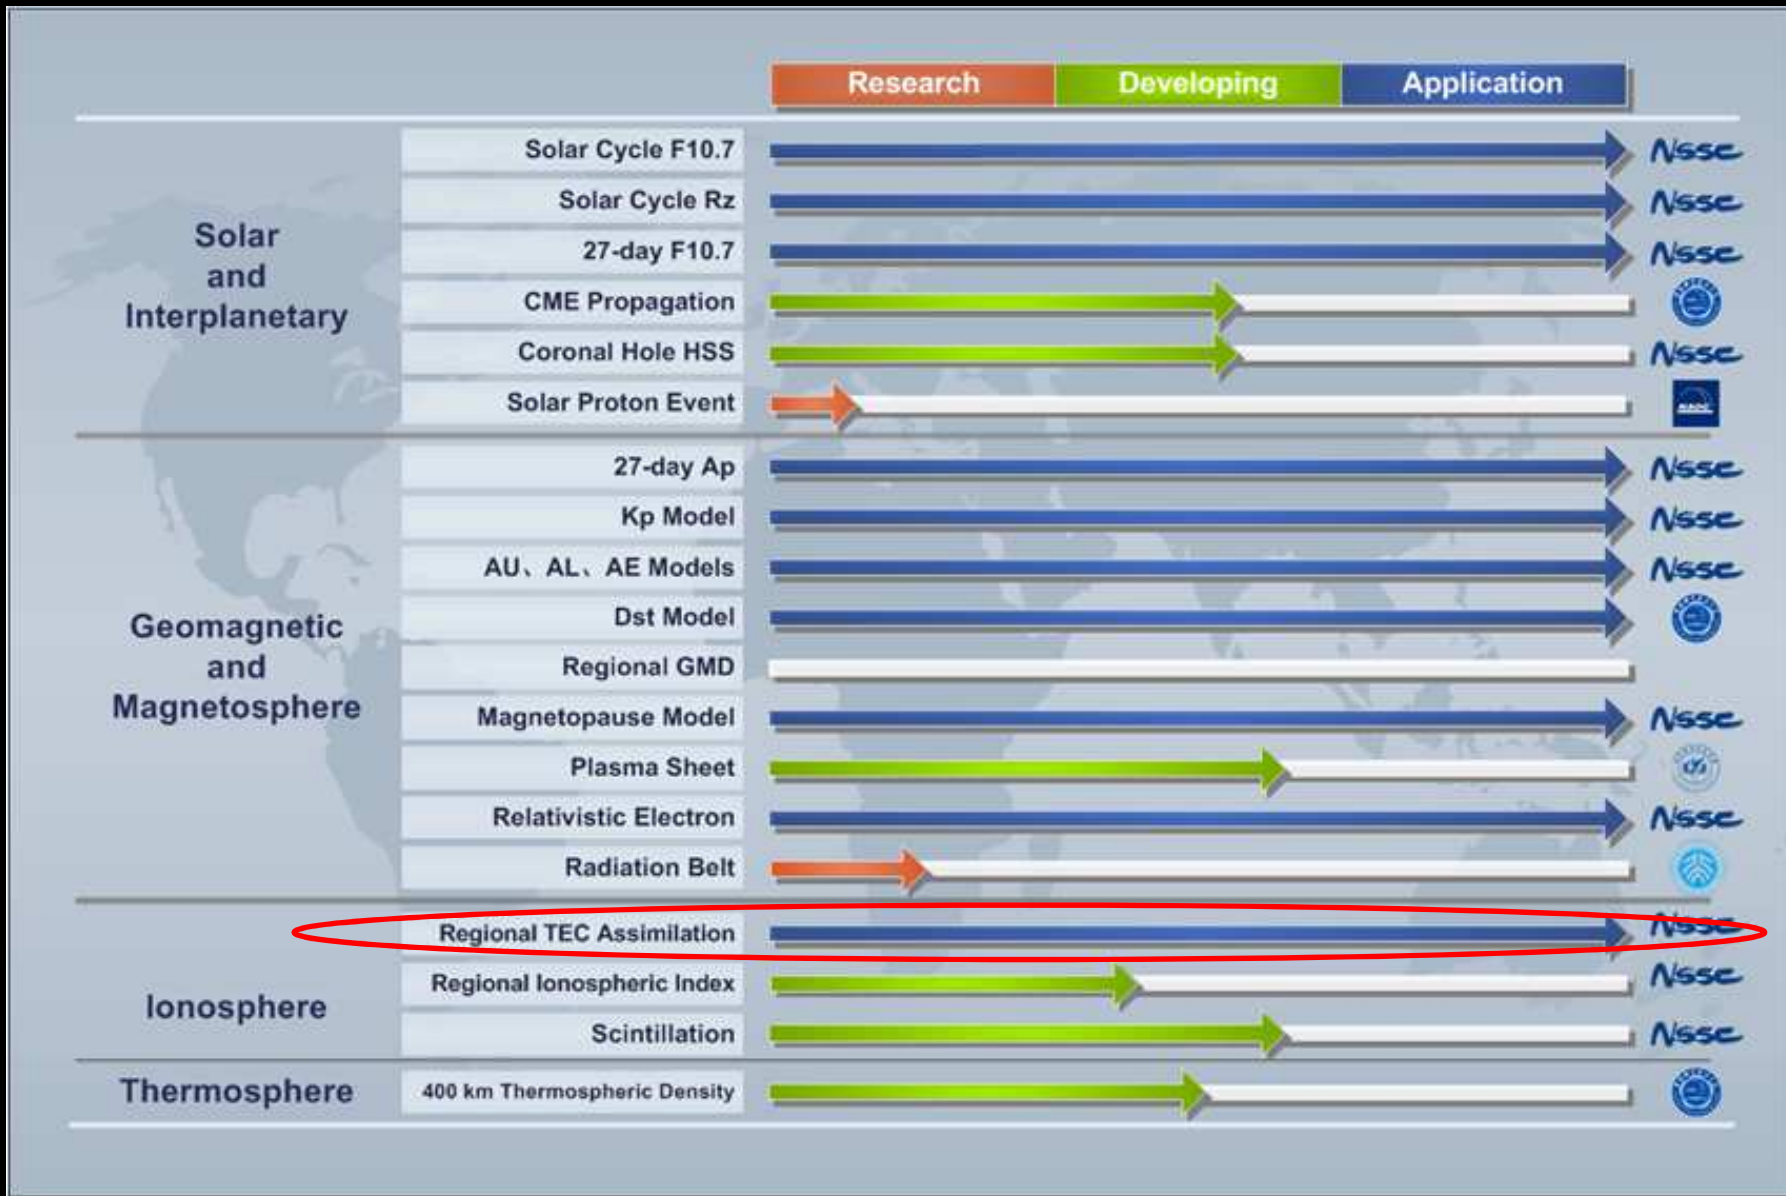 Research Developing Application
Solar
and
Interplanetary
Solar Cycle F10.7 Nssc
Solar Cycle Rz Nssc
27-day F10.7 Nssc
CME Propagation
Coronal Hole HSS Nssc
Solar Proton Event NAOC
Geomagnetic
and
Magnetosphere
27-day Ap Nssc
Kp Model Nssc
AU、AL、AE Models Nssc
Dst Model
Regional GMD
Magnetopause Model Nssc
Plasma Sheet
Relativistic Electron Nssc
Radiation Belt
Ionosphere
Regional TEC Assimilation Nssc
Regional Ionospheric Index Nssc
Scintillation Nssc
Thermosphere
400 km Thermospheric Density